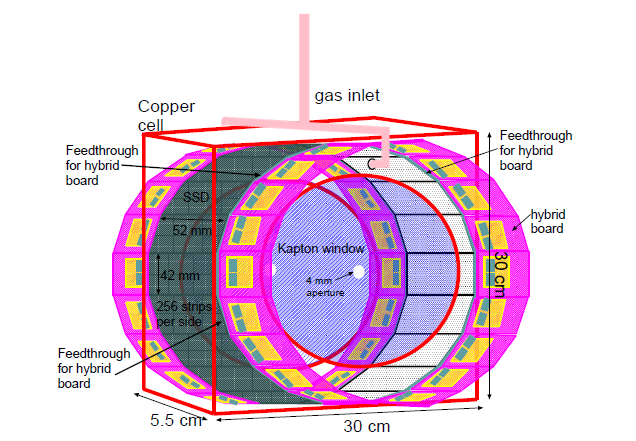 gas inlet
Copper
cell
Feedthrough
for hybrid
board
Feedthrough
for hybrid
board
C
SSD
hybrid
board
52 mm
Kapton window
30 cm
42 mm
4 mm
aperture
256 strips
per side
Feedthrough
for hybrid
board
5.5 cm
30 cm